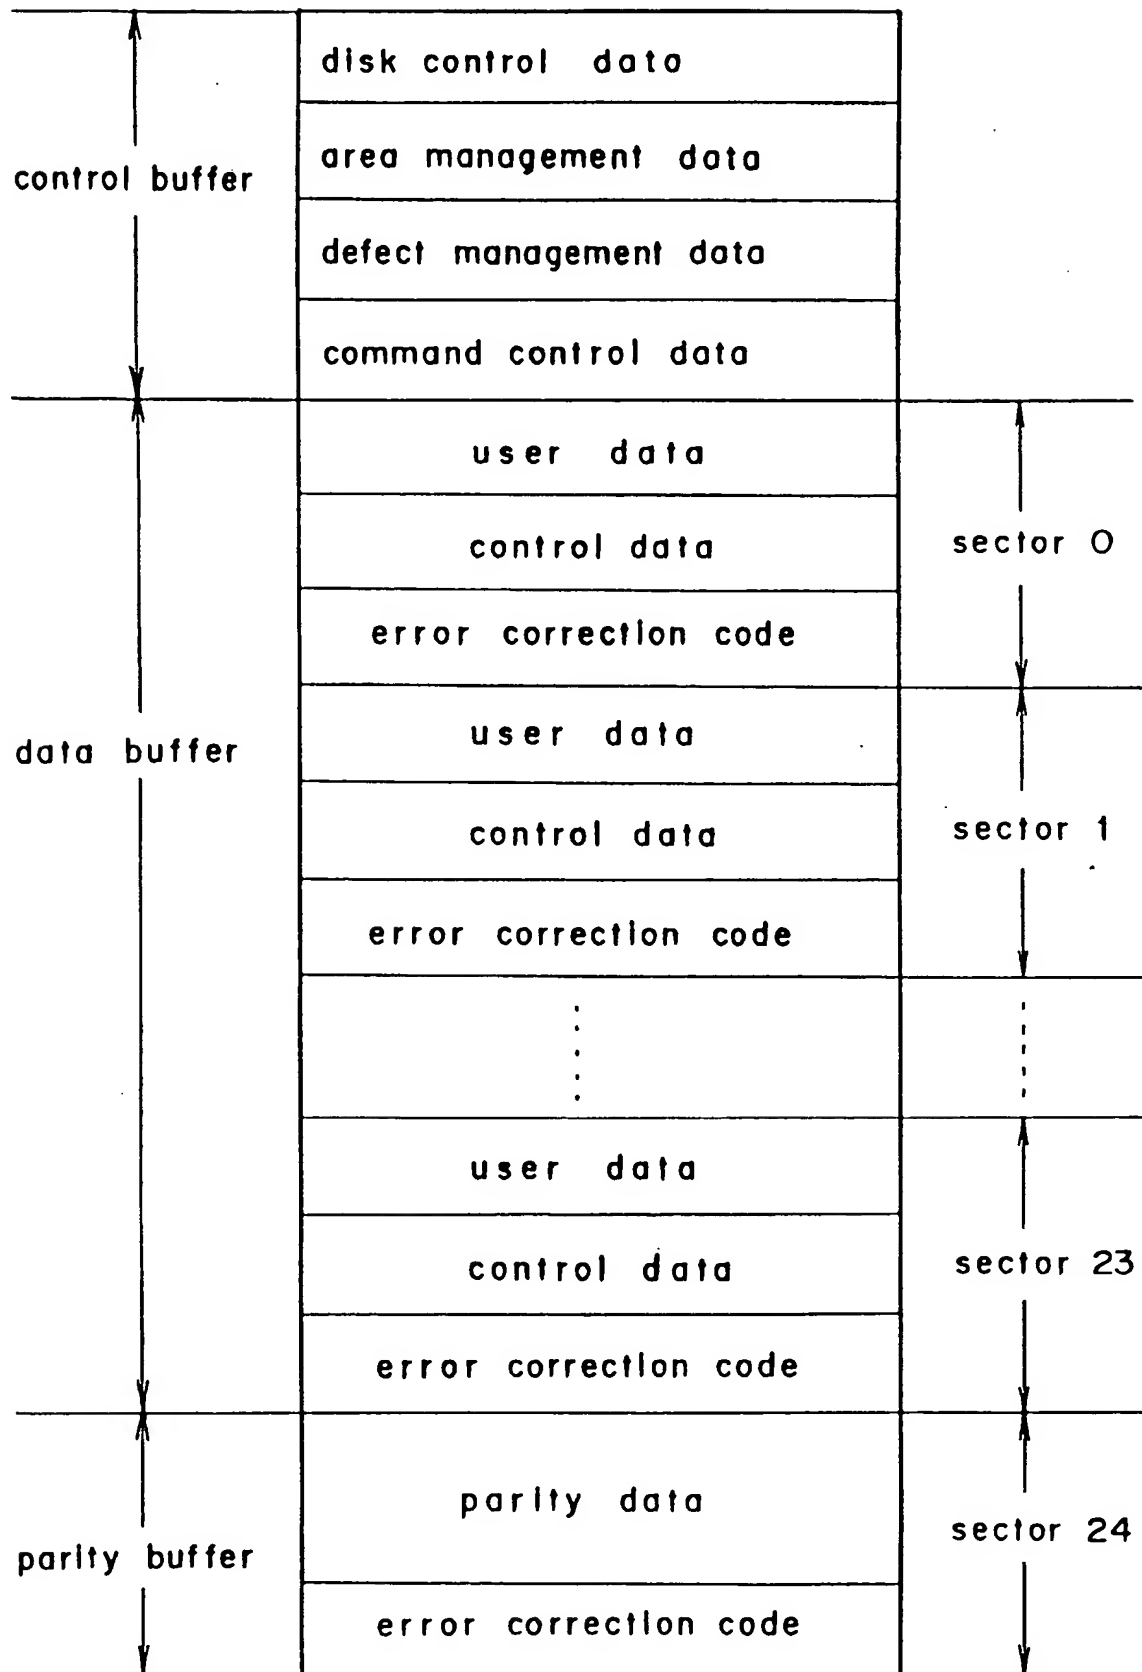 disk control data
area management data
control buffer
defect management data
command control data
user data
control data
sector 0
error correction code
user data
data buffer
control data
sector 1
error correction code
user data
control data
sector 23
error correction code
parity data
sector 24
parity buffer
error correction code